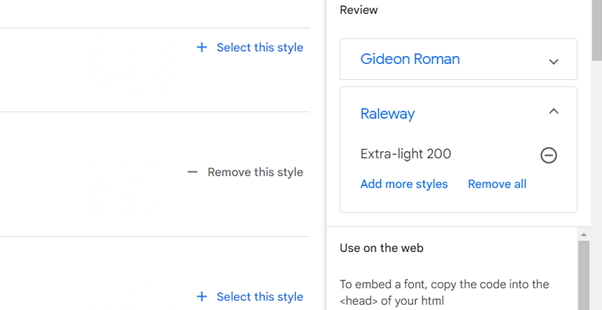 Review
+ Select this style
Gideon Roman
Raleway
Extra-light 200
— Remove this style
Add more styles Remove all
Use on the web
To embed a font, copy the code into the
<head> of your html
+ Select this style